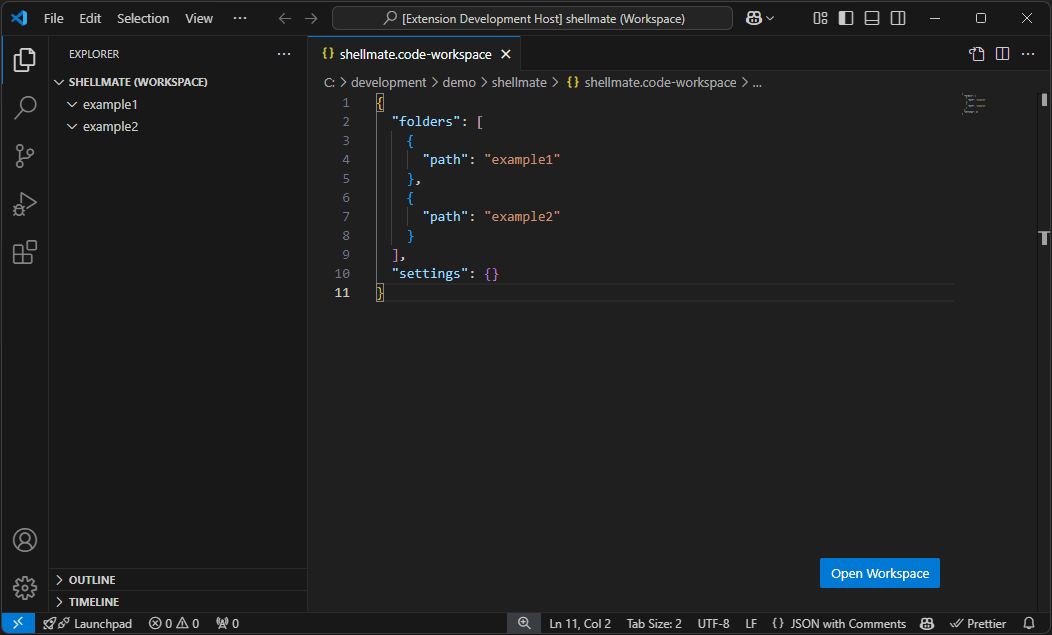 File Edit Selection View ··· [Extension Development Host] shellmate (Workspace)
EXPLORER ···
SHELLMATE (WORKSPACE)
example1
example2
{} shellmate.code-workspace
C: > development > demo > shellmate > {} shellmate.code-workspace > ...
1 {
2 "folders": [
3 {
4 "path": "example1"
5 },
6 {
7 "path": "example2"
8 }
9 ],
10 "settings": {}
11 }
Open Workspace
OUTLINE
TIMELINE
Launchpad 0 0 0 Ln 11, Col 2 Tab Size: 2 UTF-8 LF {} JSON with Comments Prettier